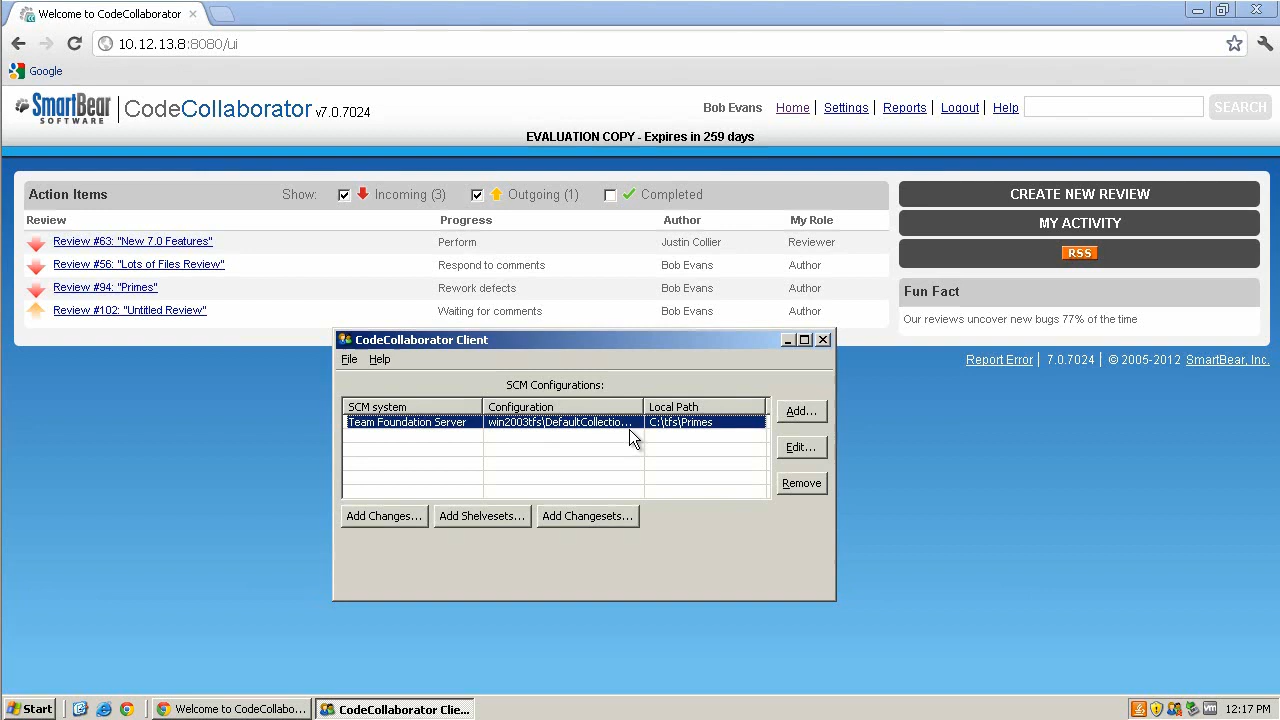 Welcome to CodeCollaborator
10.12.13.8:8080/ui
Google
SMARTBEAR SOFTWARE CodeCollaborator v7.0.7024
Bob Evans Home Settings Reports Logout Help SEARCH
EVALUATION COPY - Expires in 259 days
Action Items Show: Incoming (3) Outgoing (1) Completed
Review Progress Author My Role
Review #63: "New 7.0 Features" Perform Justin Collier Reviewer
Review #56: "Lots of Files Review" Respond to comments Bob Evans Author
Review #94: "Primes" Rework defects Bob Evans Author
Review #102: "Untitled Review" Waiting for comments Bob Evans Author
CREATE NEW REVIEW
MY ACTIVITY
RSS
Fun Fact
Our reviews uncover new bugs 77% of the time
Report Error 7.0.7024 © 2005-2012 SmartBear, Inc.
CodeCollaborator Client
File Help
SCM Configurations:
SCM system Configuration Local Path
Team Foundation Server win2003tfs\DefaultCollectio... C:\tfs\Primes
Add...
Edit...
Remove
Add Changes... Add Shelvesets... Add Changesets...
Start Welcome to CodeCollabo... CodeCollaborator Clie... 12:17 PM